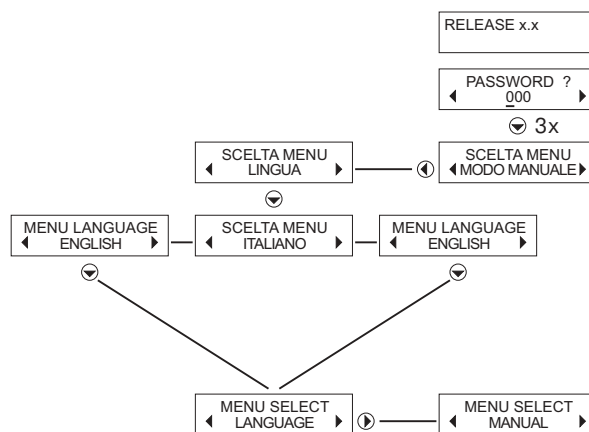 RELEASE x.x
PASSWORD ?
000
3x
SCELTA MENU
LINGUA
SCELTA MENU
MODO MANUALE
MENU LANGUAGE
ENGLISH
SCELTA MENU
ITALIANO
MENU LANGUAGE
ENGLISH
MENU SELECT
LANGUAGE
MENU SELECT
MANUAL